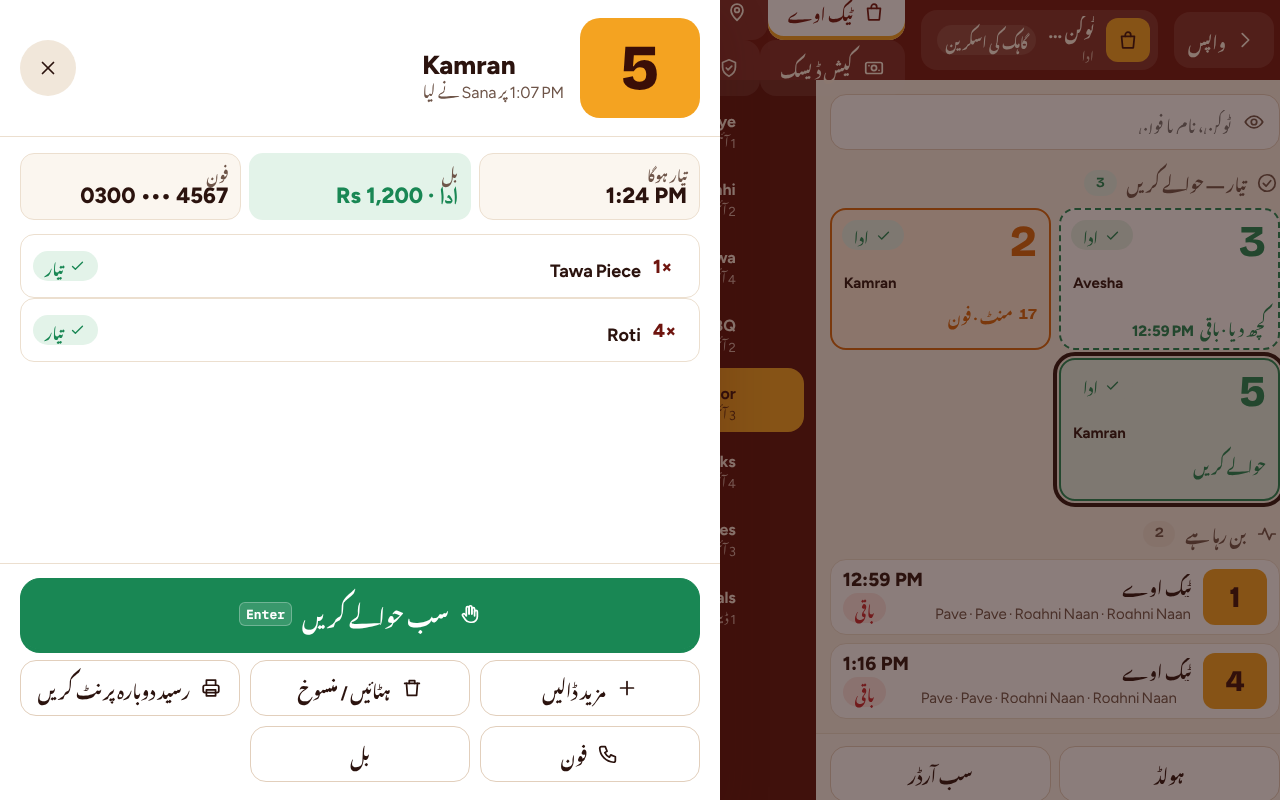 5
Kamran
Sana پر 1:07 PM نے لیا
تیار ہوگا
1:24 PM
بل
Rs 1,200 · ادا
فون
0300 ••• 4567
1× Tawa Piece
تیار
4× Roti
تیار
سب حوالے کریں Enter
مزید ڈالیں
ہٹائیں / منسوخ
رسید دوبارہ پرنٹ کریں
فون
بل
واپس
ٹوکن ...
ادا
گاہک کی اسکرین
ٹیک اوے
کیش ڈیسک
ٹوکن، نام یا فون
تیار — حوالے کریں 3
3
ادا
Ayesha
کچھ دیا · باقی 12:59 PM
2
ادا
Kamran
17 منٹ · فون
5
ادا
Kamran
حوالے کریں
بن رہا ہے 2
1
ٹیک اوے
12:59 PM
Paye · Paye · Roghni Naan · Roghni Naan
باقی
4
ٹیک اوے
1:16 PM
Paye · Paye · Roghni Naan · Roghni Naan
باقی
ہولڈ
سب آرڈر